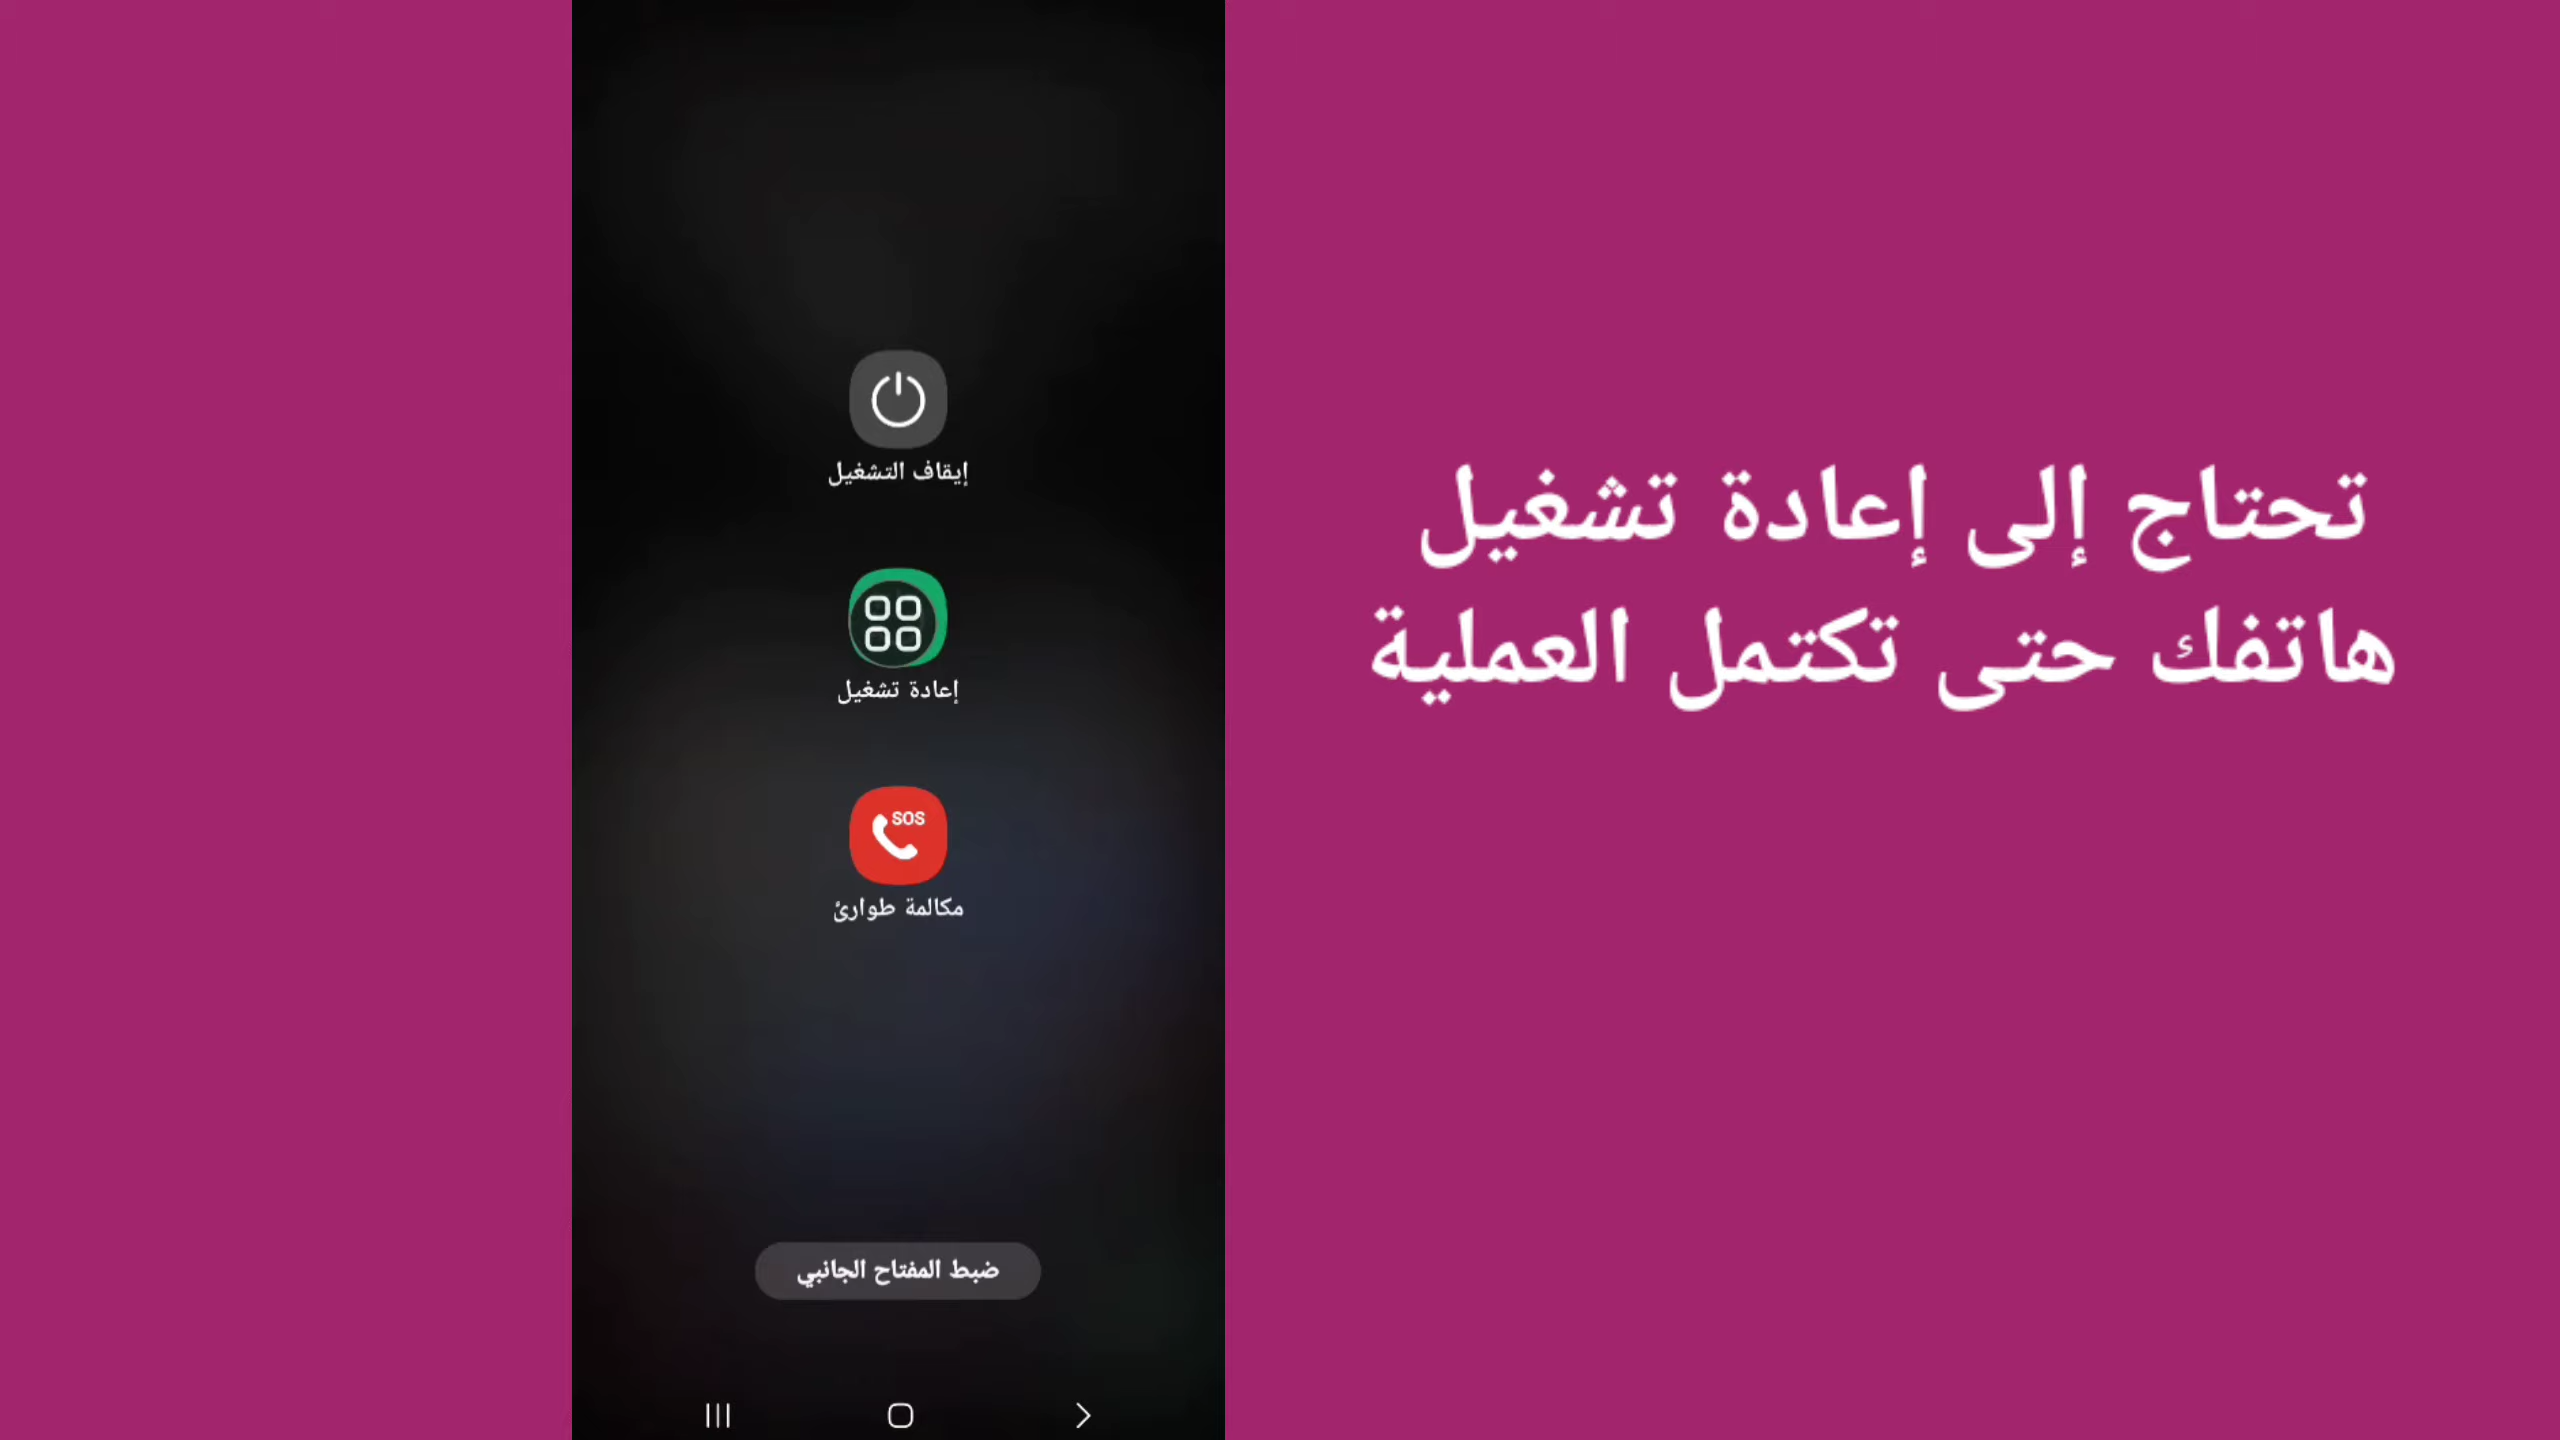 إيقاف التشغيل
إعادة تشغيل
SOS
مكالمة طوارئ
ضبط المفتاح الجانبي
تحتاج إلى إعادة تشغيل
هاتفك حتى تكتمل العملية